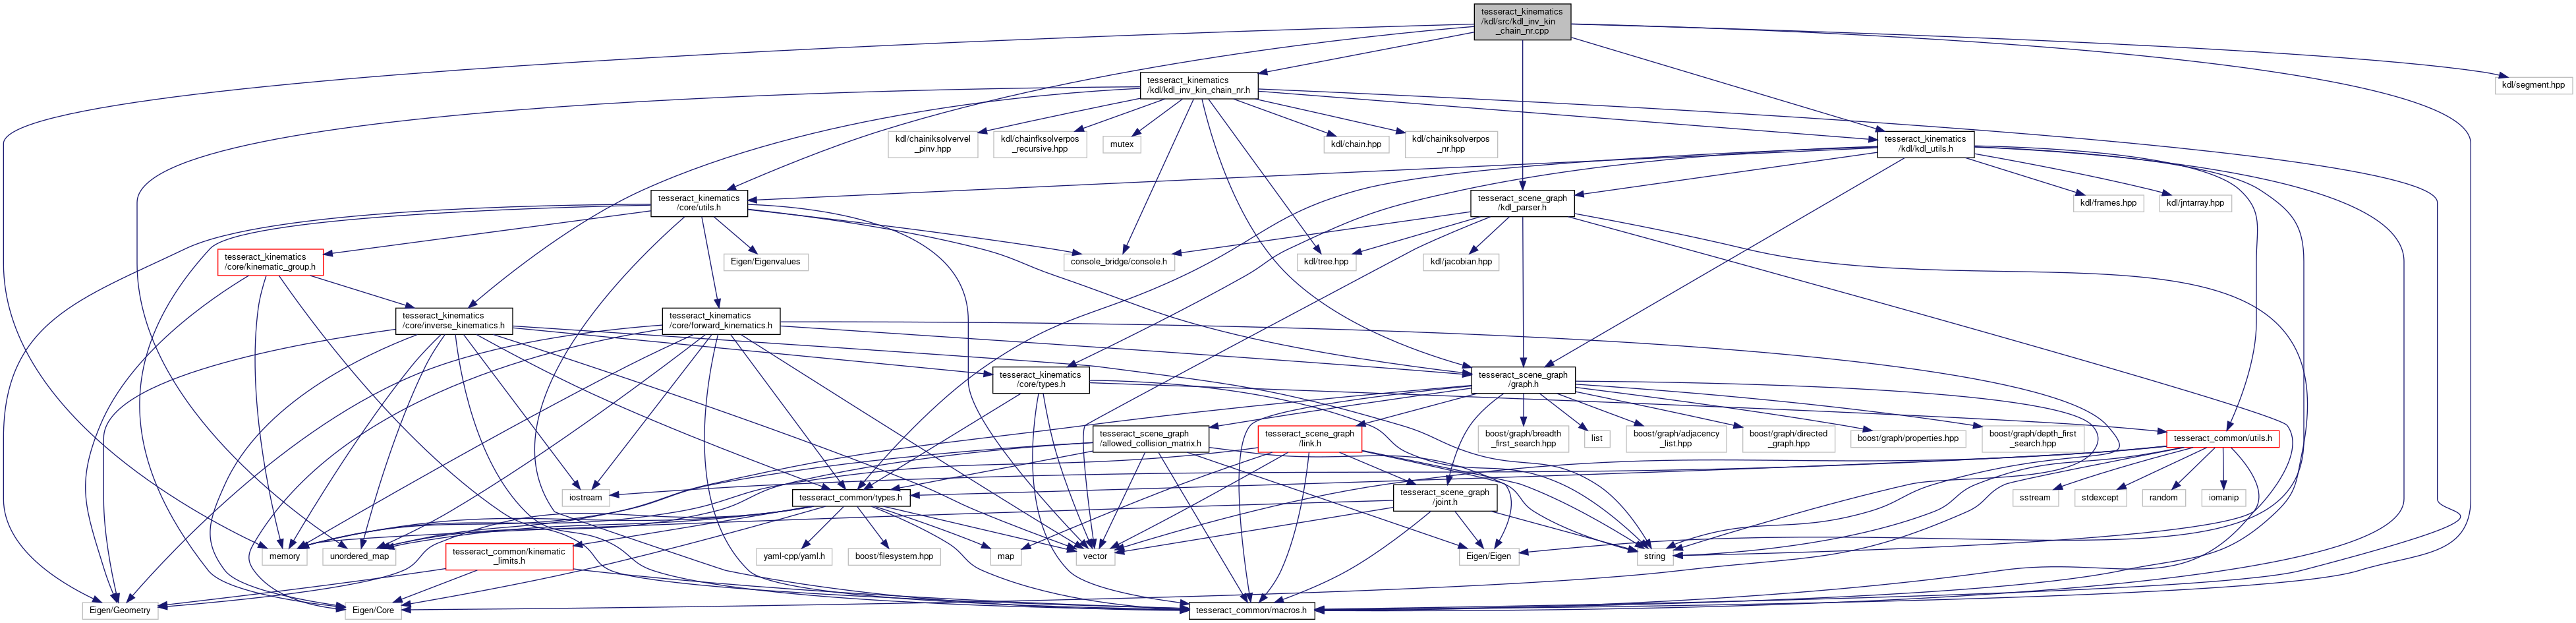 tesseract_kinematics
/kdl/src/kdl_inv_kin
_chain_nr.cpp
tesseract_kinematics
/kdl/kdl_inv_kin_chain_nr.h
kdl/segment.hpp
kdl/chainiksolvervel
_pinv.hpp
kdl/chainfksolverpos
_recursive.hpp
mutex
kdl/chain.hpp
kdl/chainiksolverpos
_nr.hpp
tesseract_kinematics
/kdl/kdl_utils.h
tesseract_kinematics
/core/utils.h
tesseract_scene_graph
/kdl_parser.h
kdl/frames.hpp
kdl/jntarray.hpp
tesseract_kinematics
/core/kinematic_group.h
Eigen/Eigenvalues
console_bridge/console.h
kdl/tree.hpp
kdl/jacobian.hpp
tesseract_kinematics
/core/inverse_kinematics.h
tesseract_kinematics
/core/forward_kinematics.h
tesseract_kinematics
/core/types.h
tesseract_scene_graph
/graph.h
tesseract_scene_graph
/allowed_collision_matrix.h
tesseract_scene_graph
/link.h
boost/graph/breadth
_first_search.hpp
list
boost/graph/adjacency
_list.hpp
boost/graph/directed
_graph.hpp
boost/graph/properties.hpp
boost/graph/depth_first
_search.hpp
tesseract_common/utils.h
iostream
tesseract_common/types.h
tesseract_scene_graph
/joint.h
sstream
stdexcept
random
iomanip
memory
unordered_map
tesseract_common/kinematic
_limits.h
yaml-cpp/yaml.h
boost/filesystem.hpp
map
vector
Eigen/Eigen
string
Eigen/Geometry
Eigen/Core
tesseract_common/macros.h